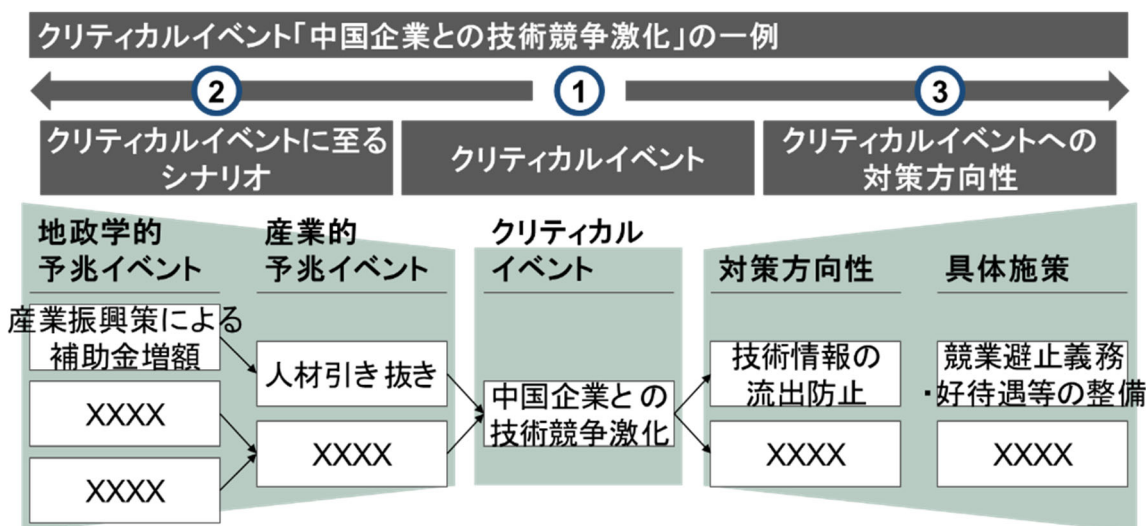 クリティカルイベント「中国企業との技術競争激化」の一例
2
1
3
クリティカルイベントに至る
シナリオ
クリティカルイベント
クリティカルイベントへの
対策方向性
地政学的
予兆イベント
産業的
予兆イベント
クリティカル
イベント
対策方向性
具体施策
産業振興策による
補助金増額
XXXX
XXXX
人材引き抜き
XXXX
中国企業との
技術競争激化
技術情報の
流出防止
XXXX
競業避止義務
・好待遇等の整備
XXXX